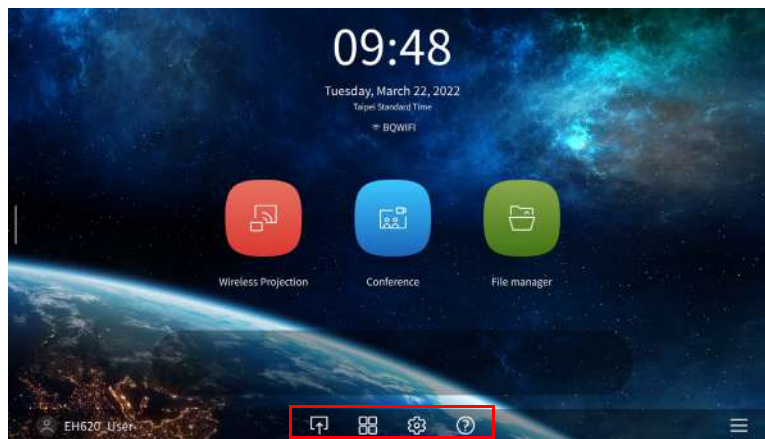 09:48
Tuesday, March 22, 2022
Taipei Standard Time
BQWIFI
Wireless Projection
Conference
File manager
EH620_User